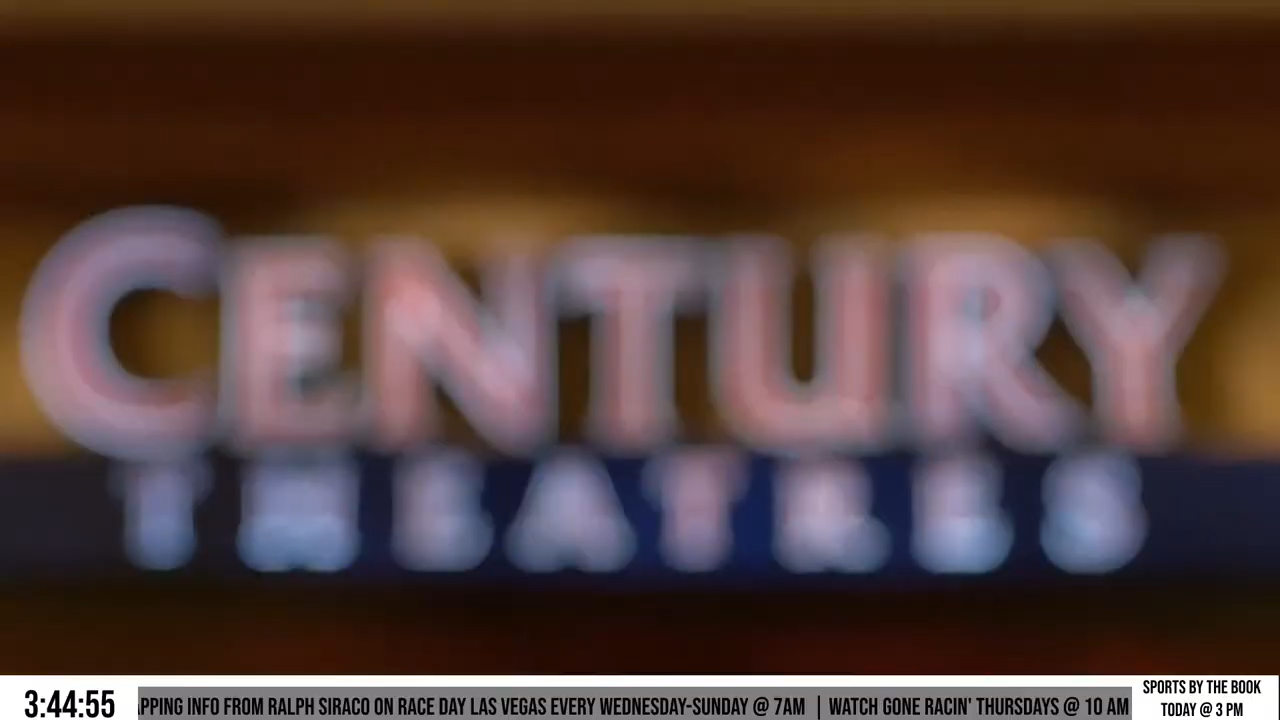 CENTURY
THEATRES
3:44:55
APPING INFO FROM RALPH SIRACO ON RACE DAY LAS VEGAS EVERY WEDNESDAY-SUNDAY @ 7AM | WATCH GONE RACIN' THURSDAYS @ 10 AM
SPORTS BY THE BOOK
TODAY @ 3 PM